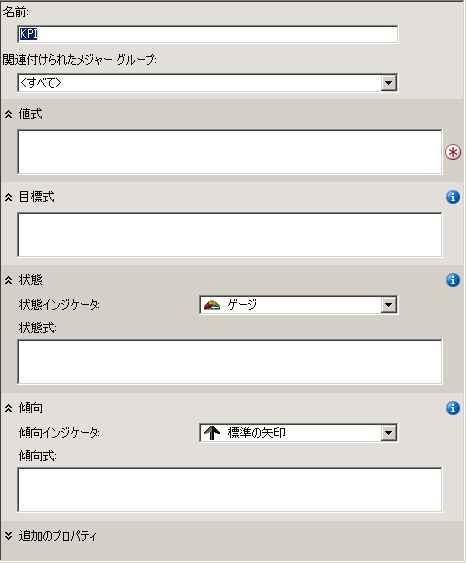 名前:
KPI
関連付けられたメジャー グループ:
<すべて>
値式
目標式
状態
状態インジケータ: ゲージ
状態式:
傾向
傾向インジケータ: 標準の矢印
傾向式:
追加のプロパティ